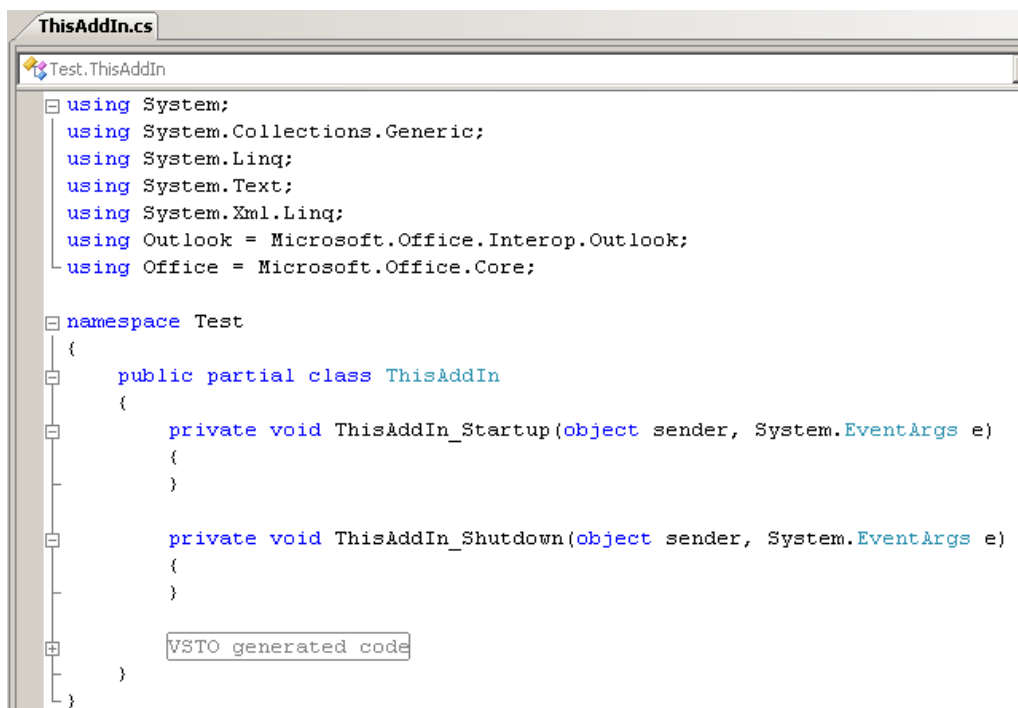 ThisAddIn.cs
Test.ThisAddIn
using System;
using System.Collections.Generic;
using System.Linq;
using System.Text;
using System.Xml.Linq;
using Outlook = Microsoft.Office.Interop.Outlook;
using Office = Microsoft.Office.Core;
namespace Test
{
public partial class ThisAddIn
{
private void ThisAddIn_Startup(object sender, System.EventArgs e)
{
}
private void ThisAddIn_Shutdown(object sender, System.EventArgs e)
{
}
VSTO generated code
}
}